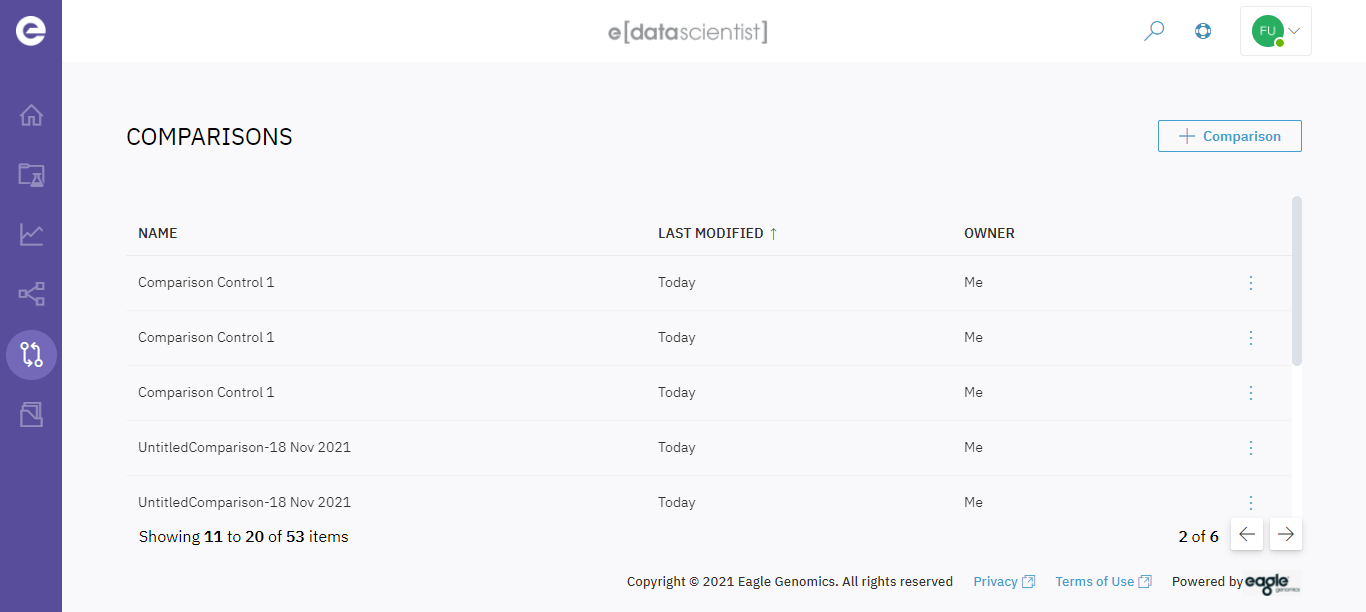 e
e[datascientist]
FU
COMPARISONS
Comparison
NAME LAST MODIFIED ↑ OWNER
Comparison Control 1 Today Me
Comparison Control 1 Today Me
Comparison Control 1 Today Me
UntitledComparison-18 Nov 2021 Today Me
UntitledComparison-18 Nov 2021 Today Me
Showing 11 to 20 of 53 items 2 of 6
Copyright © 2021 Eagle Genomics. All rights reserved Privacy Terms of Use Powered by eagle genomics